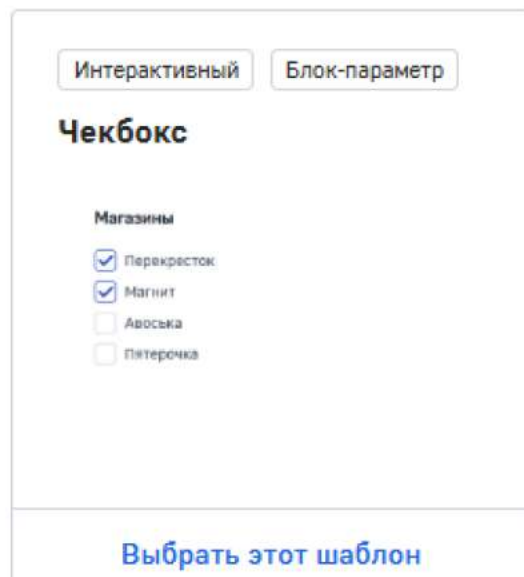 Интерактивный Блок-параметр
Чекбокс
Магазины
Перекресток
Магнит
Авоська
Пятерочка
Выбрать этот шаблон